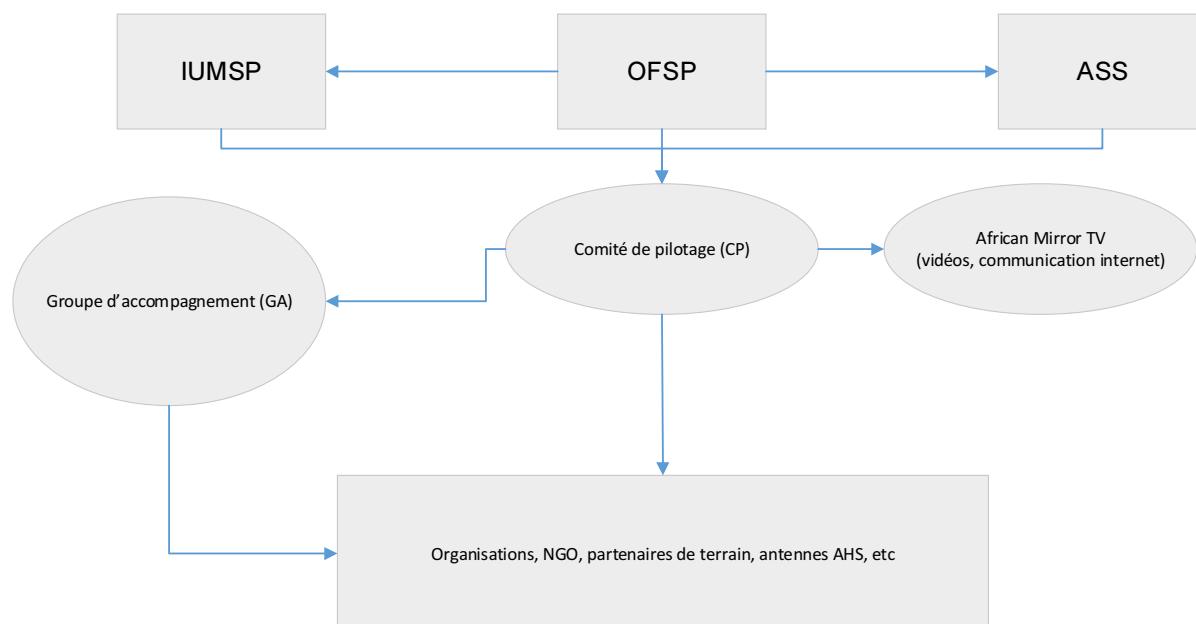 IUMSP
OFSP
ASS
Comité de pilotage (CP)
African Mirror TV
(vidéos, communication internet)
Groupe d’accompagnement (GA)
Organisations, NGO, partenaires de terrain, antennes AHS, etc